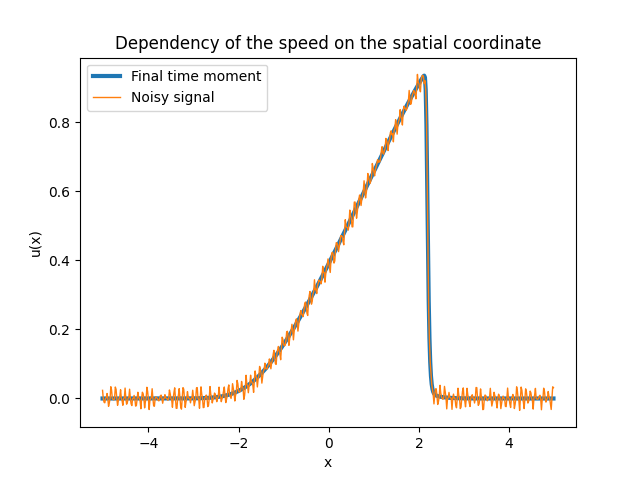 Dependency of the speed on the spatial coordinate
Final time moment
Noisy signal
u(x)
0.8
0.6
0.4
0.2
0.0
−4
−2
0
2
4
x